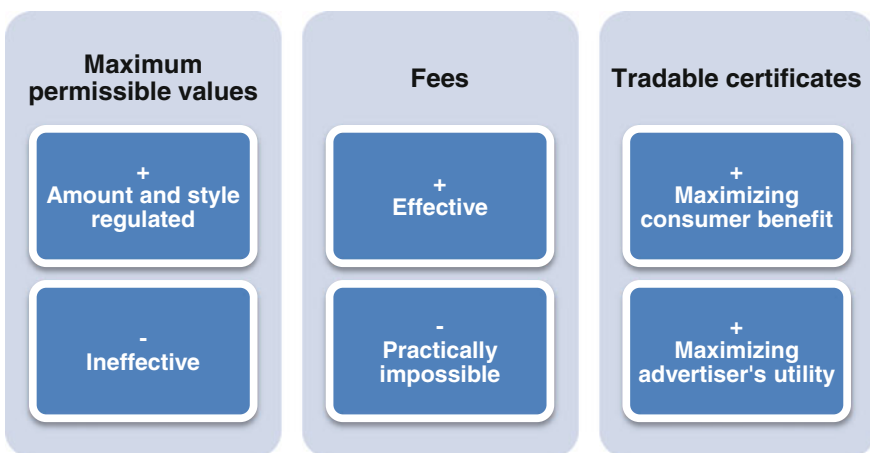 Maximum
permissible values
+
Amount and style
regulated
-
Ineffective
Fees
+
Effective
-
Practically
impossible
Tradable certificates
+
Maximizing
consumer benefit
+
Maximizing
advertiser's utility